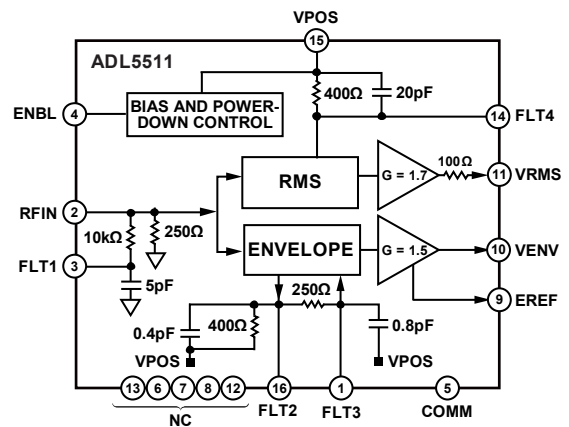 VPOS
15
ADL5511
400Ω
20pF
ENBL
4
BIAS AND POWER-
DOWN CONTROL
14
FLT4
RMS
G = 1.7
100Ω
11
VRMS
RFIN
2
10kΩ
250Ω
ENVELOPE
G = 1.5
10
VENV
FLT1
3
5pF
250Ω
9
EREF
0.4pF
400Ω
0.8pF
VPOS
VPOS
13
6
7
8
12
16
1
5
NC
FLT2
FLT3
COMM